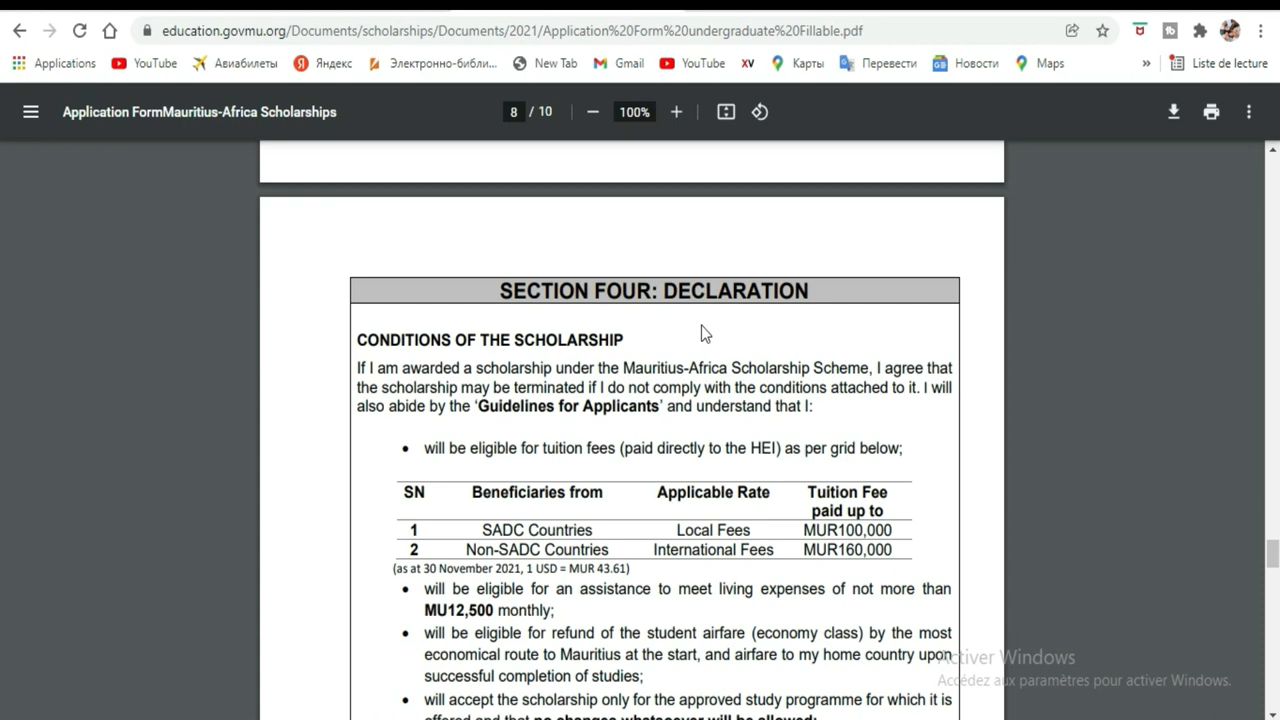 education.govmu.org/Documents/scholarships/Documents/2021/Application%20Form%20undergraduate%20Fillable.pdf
Applications YouTube Авиабилеты Яндекс Электронно-библи... New Tab Gmail YouTube XV Карты Перевести Новости Maps » Liste de lecture
Application FormMauritius-Africa Scholarships 8 / 10 − 100% +
SECTION FOUR: DECLARATION
CONDITIONS OF THE SCHOLARSHIP
If I am awarded a scholarship under the Mauritius-Africa Scholarship Scheme, I agree that
the scholarship may be terminated if I do not comply with the conditions attached to it. I will
also abide by the ‘Guidelines for Applicants’ and understand that I:
• will be eligible for tuition fees (paid directly to the HEI) as per grid below;
SN Beneficiaries from Applicable Rate Tuition Fee
paid up to
1 SADC Countries Local Fees MUR100,000
2 Non-SADC Countries International Fees MUR160,000
(as at 30 November 2021, 1 USD = MUR 43.61)
• will be eligible for an assistance to meet living expenses of not more than
MU12,500 monthly;
• will be eligible for refund of the student airfare (economy class) by the most
economical route to Mauritius at the start, and airfare to my home country upon
successful completion of studies;
• will accept the scholarship only for the approved study programme for which it is
offered and that no changes whatsoever will be allowed;
Activer Windows
Accédez aux paramètres pour activer Windows.